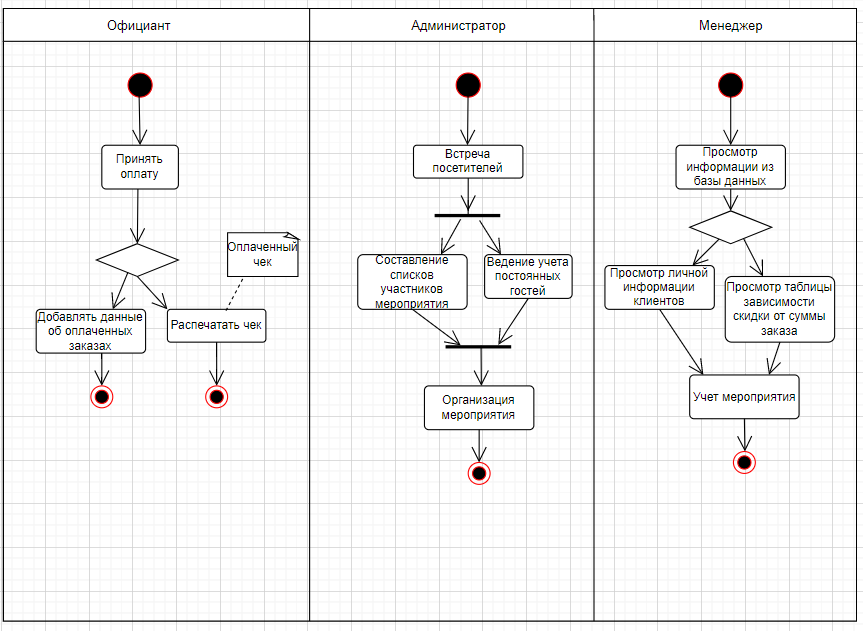 Официант
Администратор
Менеджер
Принять
оплату
Оплаченный
чек
Добавлять данные
об оплаченных
заказах
Распечатать чек
Встреча
посетителей
Составление
списков
участников
мероприятия
Ведение учета
постоянных
гостей
Организация
мероприятия
Просмотр
информации из
базы данных
Просмотр личной
информации
клиентов
Просмотр таблицы
зависимости
скидки от суммы
заказа
Учет мероприятия